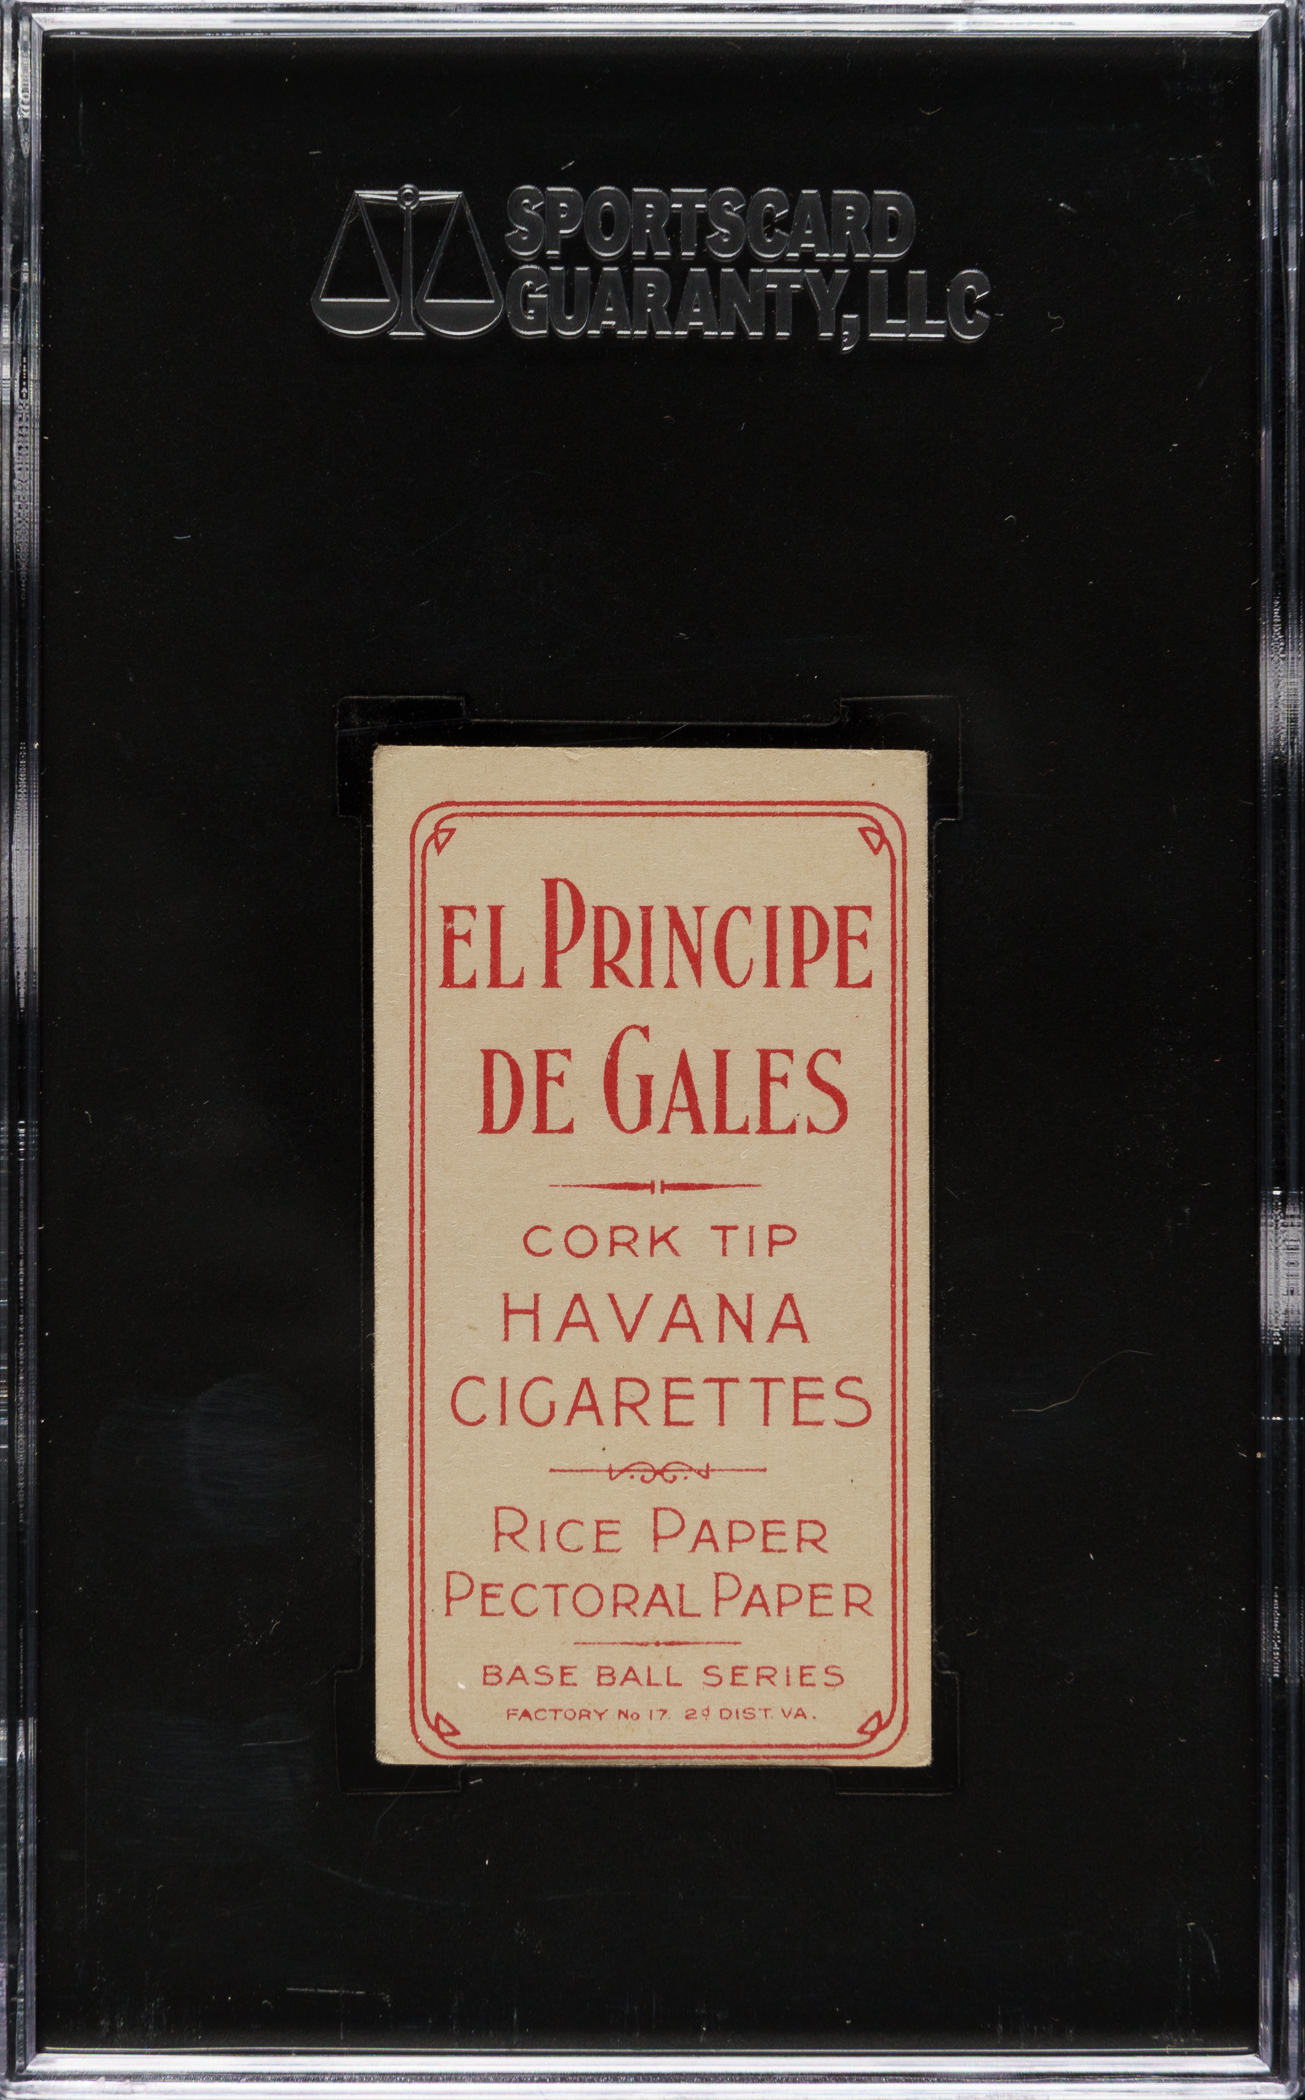 SPORTSCARD
GUARANTY, LLC
EL PRINCIPE
DE GALES
CORK TIP
HAVANA
CIGARETTES
RICE PAPER
PECTORAL PAPER
BASE BALL SERIES
FACTORY No 17. 2d DIST. VA.